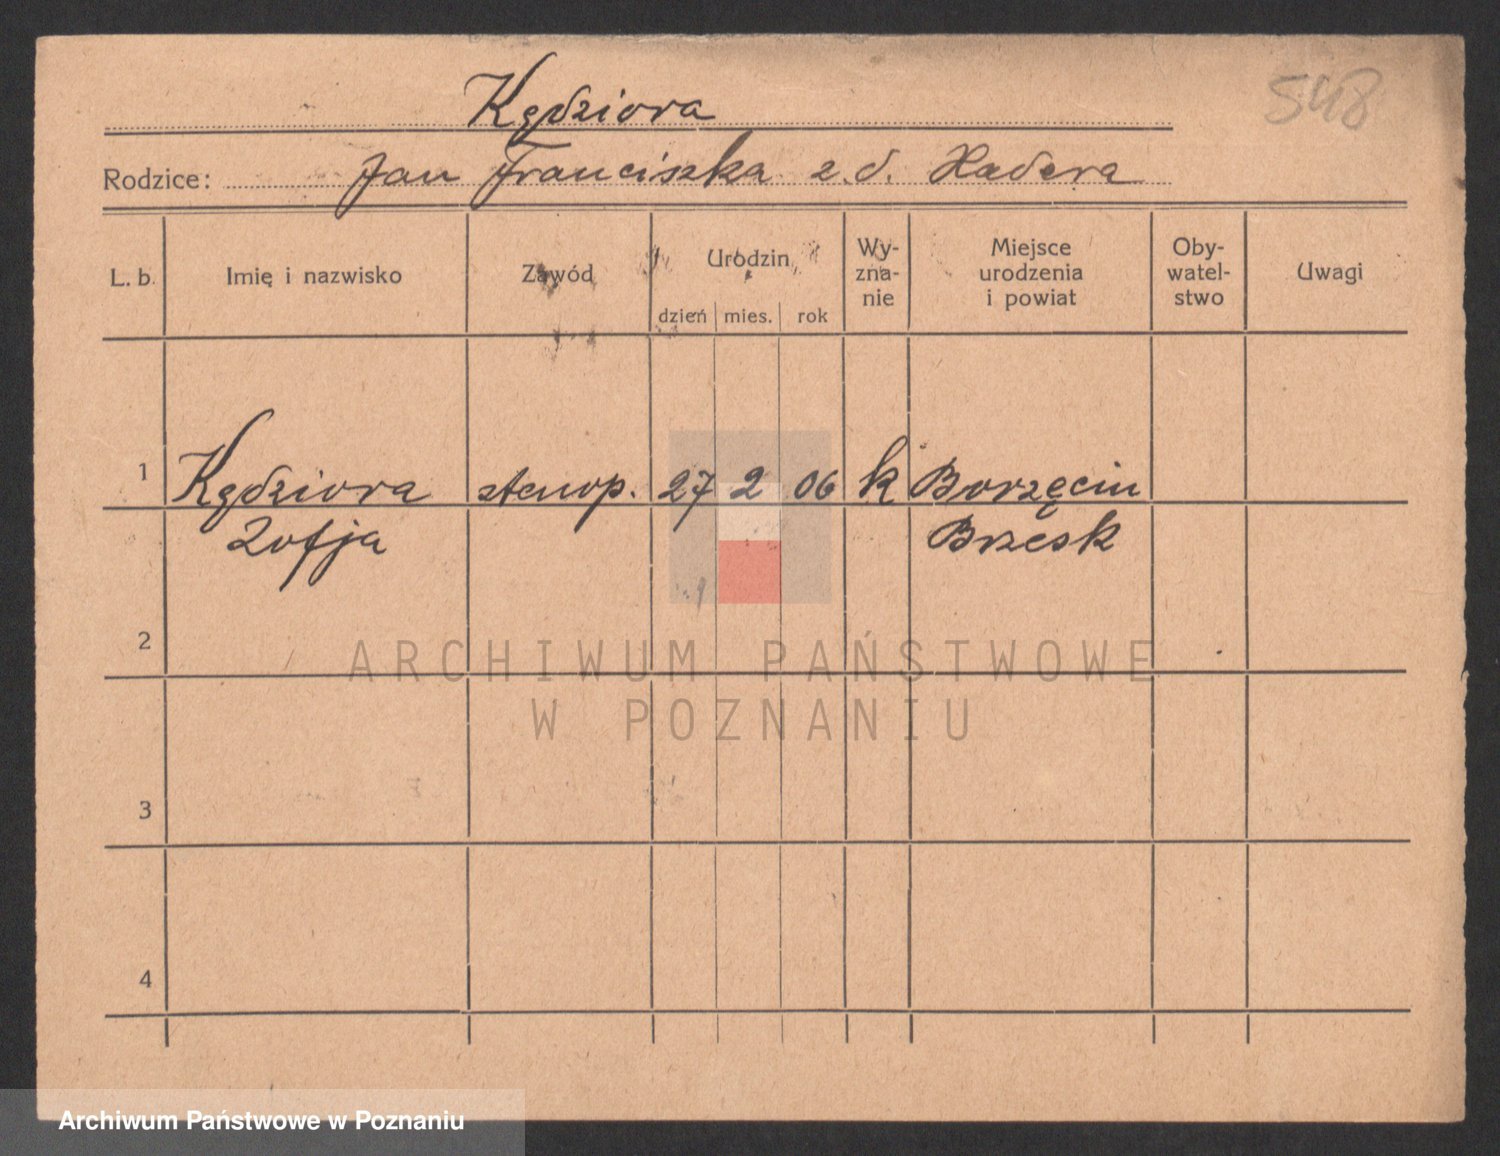 Kędziora
548
Rodzice: Jan Franciszka z.d. Hadera
L. b. Imię i nazwisko Zawód Urodzin dzień mies. rok Wy-zna-nie Miejsce urodzenia i powiat Oby-watel-stwo Uwagi
1 Kędziora stenop. 27 2 06 k Borzęcin
Zofja Brzesk
2
ARCHIWUM PAŃSTWOWE
W POZNANIU
3
4
Archiwum Państwowe w Poznaniu